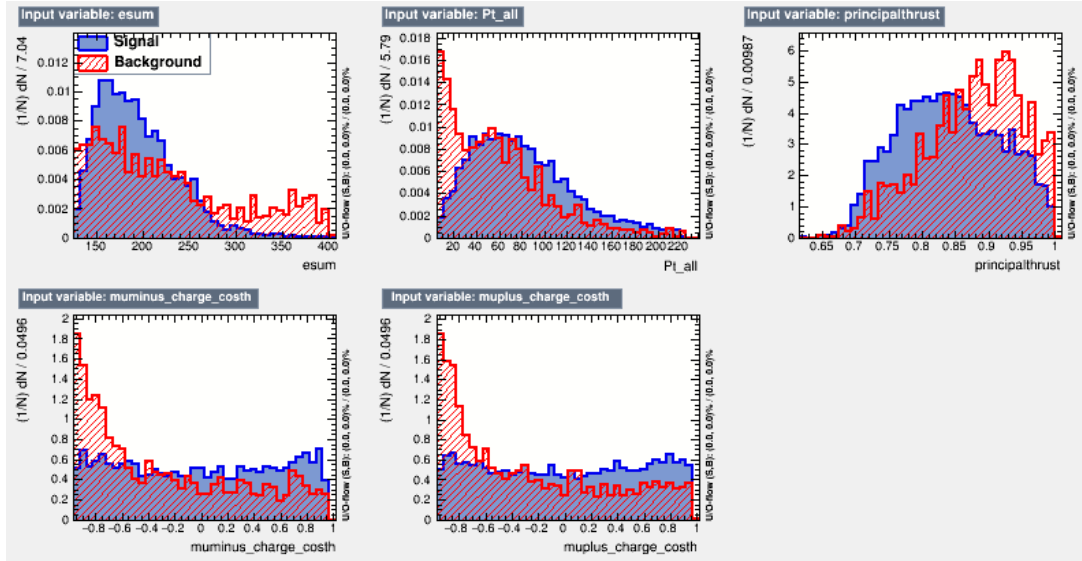 Input variable: esum
Signal
Background
(1/N) dN / 7.04
0.014
0.012
0.01
0.008
0.006
0.004
0.002
0
150 200 250 300 350 400
esum
U/O-flow (S,B): (0.0, 0.0)% / (0.0, 0.0)%
Input variable: Pt_all
(1/N) dN / 5.79
0.018
0.016
0.014
0.012
0.01
0.008
0.006
0.004
0.002
0
20 40 60 80 100 120 140 160 180 200 220
Pt_all
U/O-flow (S,B): (0.0, 0.0)% / (0.0, 0.0)%
Input variable: principalthrust
(1/N) dN / 0.00987
6
5
4
3
2
1
0
0.65 0.7 0.75 0.8 0.85 0.9 0.95 1
principalthrust
U/O-flow (S,B): (0.0, 0.0)% / (0.0, 0.0)%
Input variable: muminus_charge_costh
(1/N) dN / 0.0496
2
1.8
1.6
1.4
1.2
1
0.8
0.6
0.4
0.2
0
−0.8 −0.6 −0.4 −0.2 0 0.2 0.4 0.6 0.8 1
muminus_charge_costh
U/O-flow (S,B): (0.0, 0.0)% / (0.0, 0.0)%
Input variable: muplus_charge_costh
(1/N) dN / 0.0496
2
1.8
1.6
1.4
1.2
1
0.8
0.6
0.4
0.2
0
−0.8 −0.6 −0.4 −0.2 0 0.2 0.4 0.6 0.8 1
muplus_charge_costh
U/O-flow (S,B): (0.0, 0.0)% / (0.0, 0.0)%